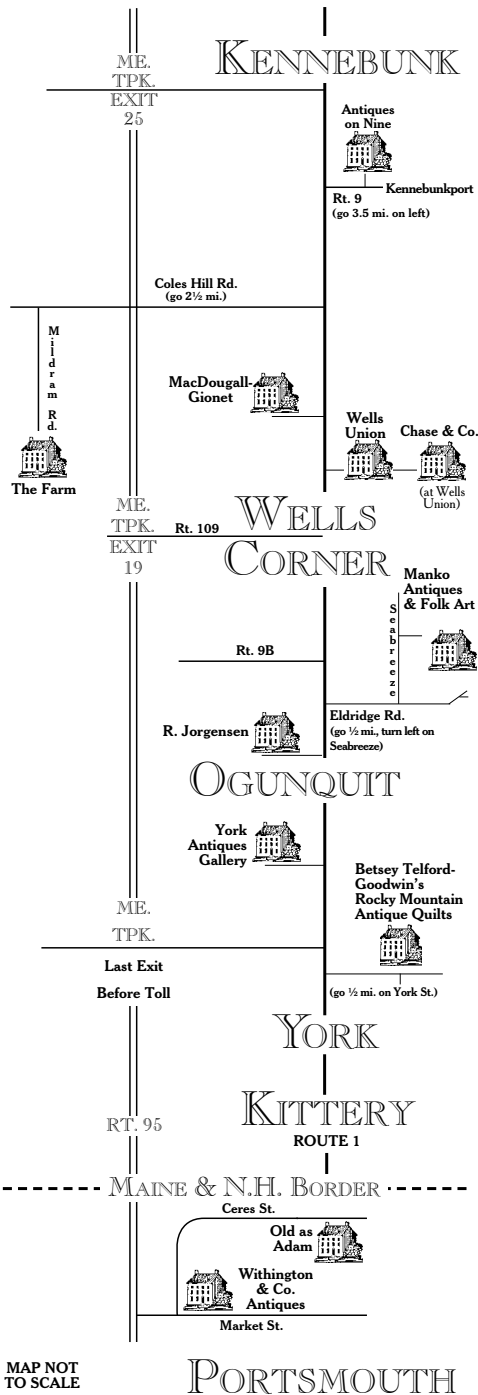 KENNEBUNK
ME.
TPK.
EXIT
25
Antiques
on Nine
Kennebunkport
Rt. 9
(go 3.5 mi. on left)
Coles Hill Rd.
(go 2½ mi.)
Mildram Rd.
The Farm
MacDougall-
Gionet
Wells
Union
Chase & Co.
(at Wells
Union)
WELLS
CORNER
ME.
TPK.
EXIT
19
Rt. 109
Manko
Antiques
& Folk Art
Seabreeze
Rt. 9B
Eldridge Rd.
(go ½ mi., turn left on
Seabreeze)
R. Jorgensen
OGUNQUIT
York
Antiques
Gallery
Betsey Telford-
Goodwin's
Rocky Mountain
Antique Quilts
ME.
TPK.
Last Exit
Before Toll
(go ½ mi. on York St.)
YORK
KITTERY
ROUTE 1
RT. 95
MAINE & N.H. BORDER
Ceres St.
Old as
Adam
Withington
& Co.
Antiques
Market St.
MAP NOT
TO SCALE
PORTSMOUTH